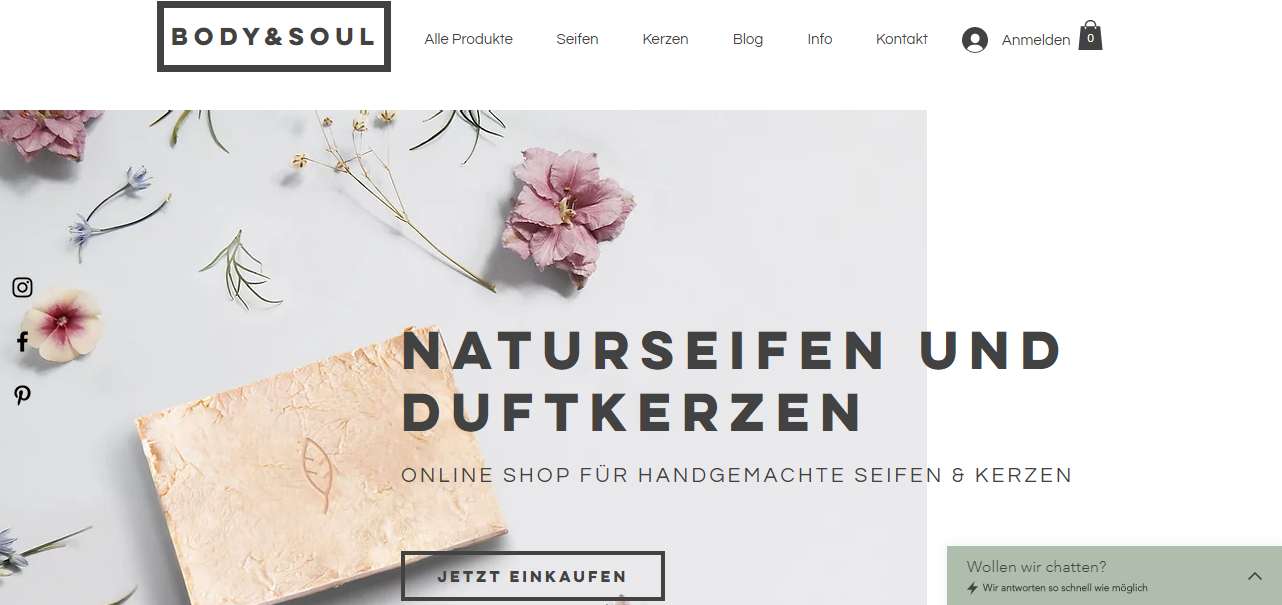 BODY&SOUL
Alle Produkte Seifen Kerzen Blog Info Kontakt Anmelden 0
NATURSEIFEN UND
DUFTKERZEN
ONLINE SHOP FÜR HANDGEMACHTE SEIFEN & KERZEN
JETZT EINKAUFEN
Wollen wir chatten?
Wir antworten so schnell wie möglich